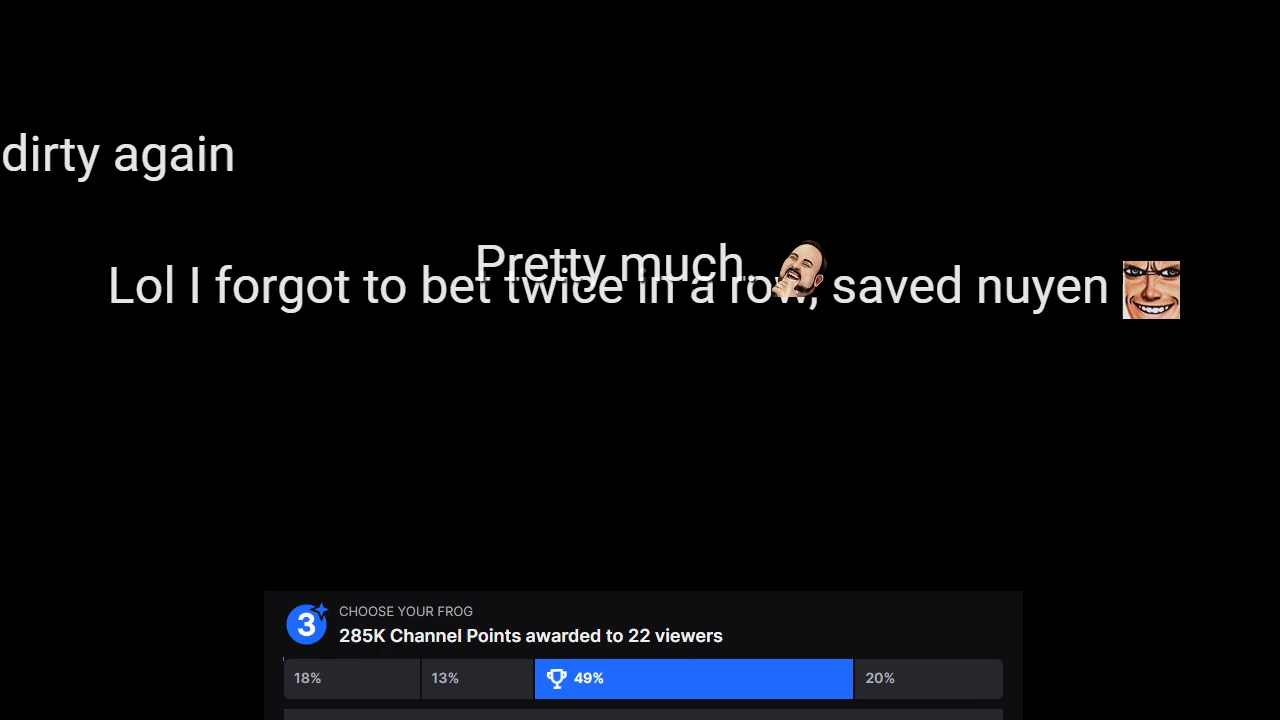 dirty again
Pretty much.
Lol I forgot to bet twice in a row, saved nuyen
3
CHOOSE YOUR FROG
285K Channel Points awarded to 22 viewers
18%
13%
49%
20%